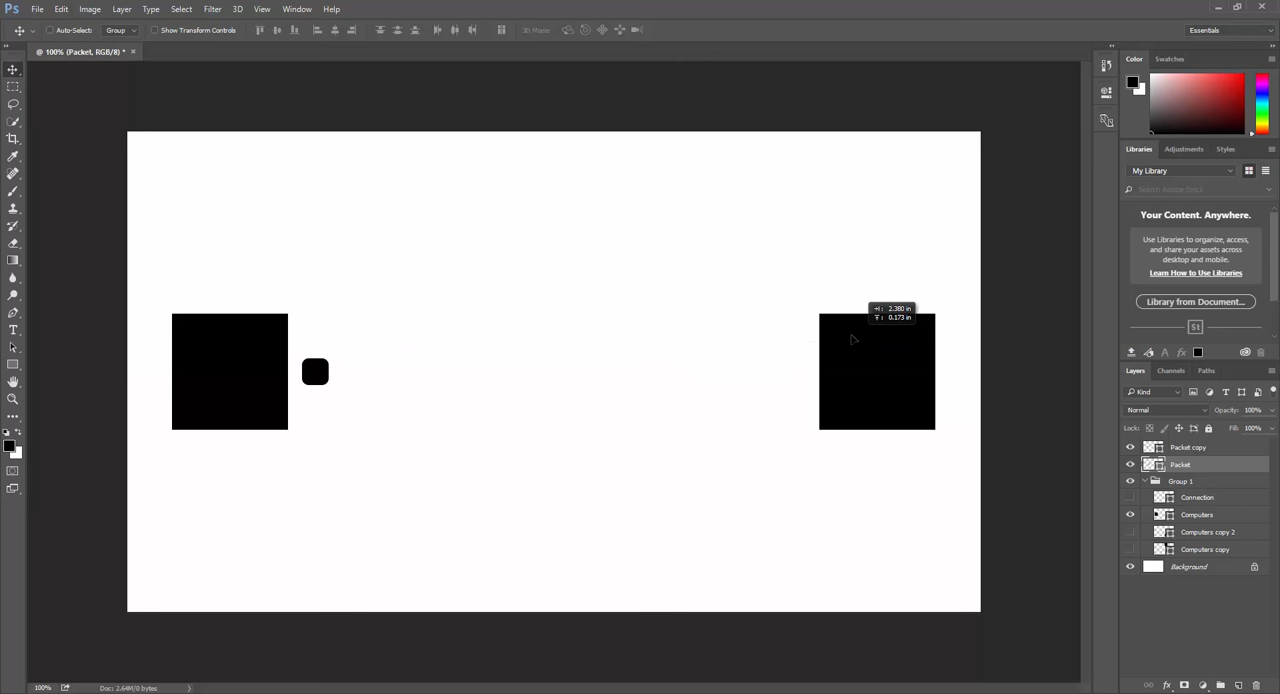 Ps File Edit Image Layer Type Select Filter 3D View Window Help
Auto-Select: Group Show Transform Controls 3D Mode: Essentials
@ 100% (Packet, RGB/8) * ×
Color Swatches
Libraries Adjustments Styles
My Library
Search Adobe Stock
Your Content. Anywhere.
Use Libraries to organize, access,
and share your assets across
desktop and mobile.
Learn How to Use Libraries
Library from Document...
St
2.380 in
0.173 in
Layers Channels Paths
Kind
Normal Opacity: 100%
Lock: Fill: 100%
Packet copy
Packet
Group 1
Connection
Computers
Computers copy 2
Computers copy
Background
100% Doc: 2.64M/0 bytes